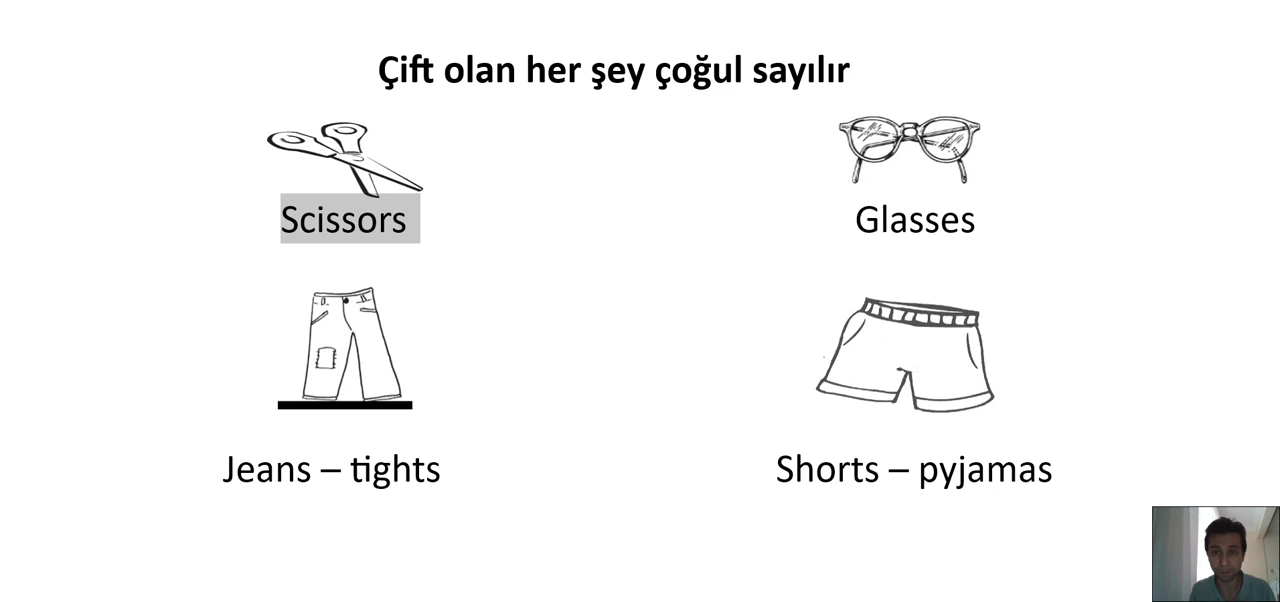 Çift olan her şey çoğul sayılır
Scissors
Glasses
Jeans – tights
Shorts – pyjamas